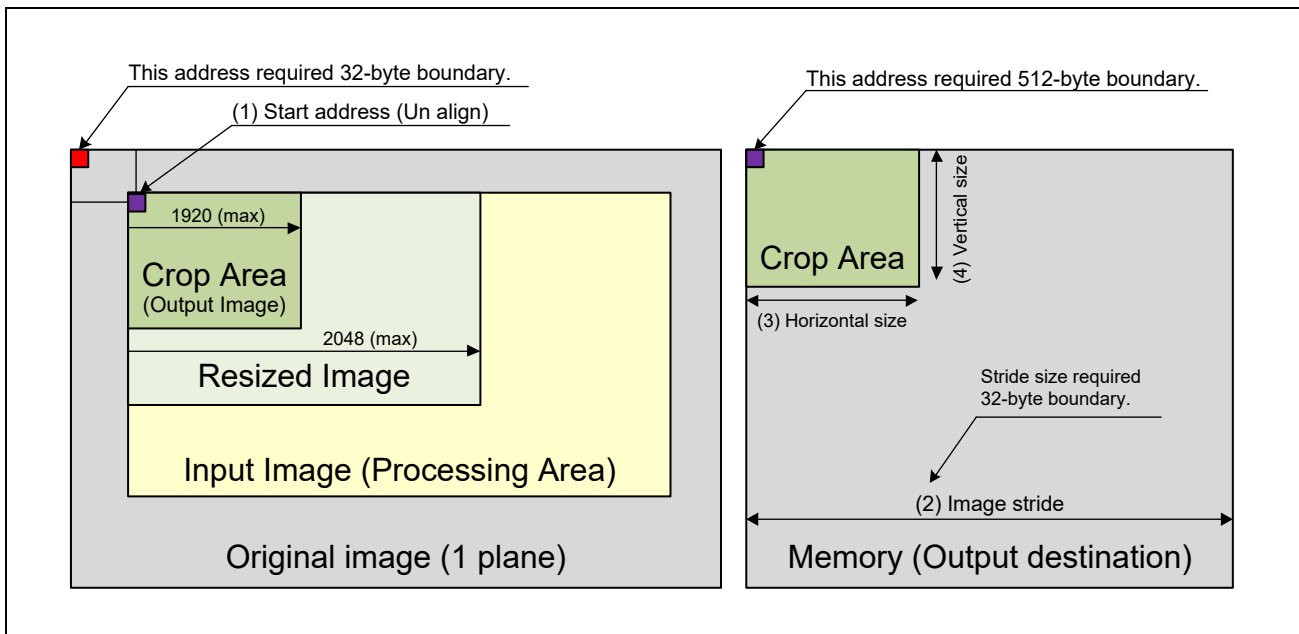 This address required 32-byte boundary.
(1) Start address (Un align)
1920 (max)
Crop Area
(Output Image)
2048 (max)
Resized Image
Input Image (Processing Area)
Original image (1 plane)
This address required 512-byte boundary.
Crop Area
(4) Vertical size
(3) Horizontal size
Stride size required
32-byte boundary.
(2) Image stride
Memory (Output destination)